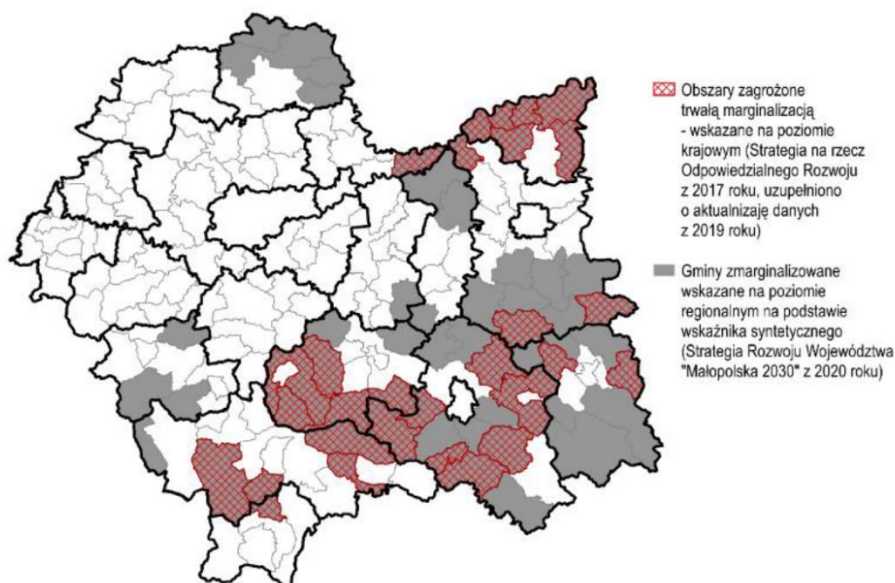 Obszary zagrożone
trwałą marginalizacją
- wskazane na poziomie
krajowym (Strategia na rzecz
Odpowiedzialnego Rozwoju
z 2017 roku, uzupełniono
o aktualnizaję danych
z 2019 roku)
Gminy zmarginalizowane
wskazane na poziomie
regionalnym na podstawie
wskaźnika syntetycznego
(Strategia Rozwoju Województwa
"Małopolska 2030" z 2020 roku)